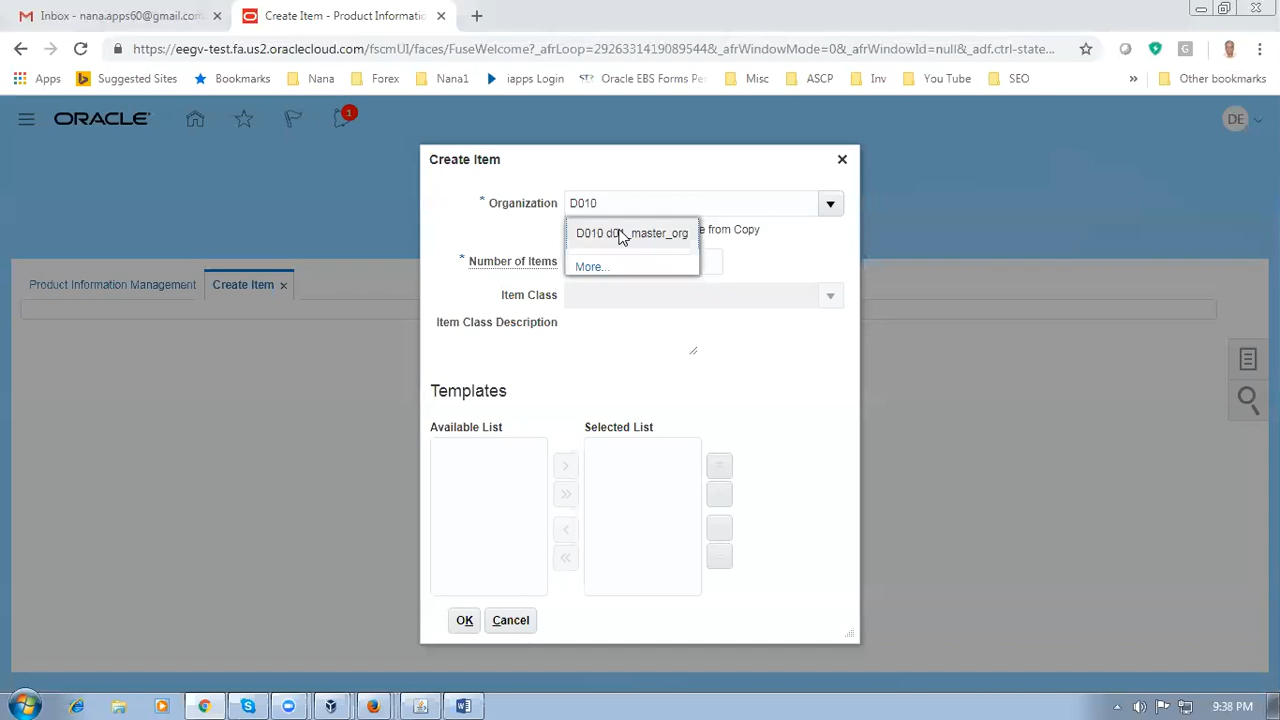 Inbox - nana.apps60@gmail.com
Create Item - Product Informatio
https://eegv-test.fa.us2.oraclecloud.com/fscmUI/faces/FuseWelcome?_afrLoop=29263314190895444&_afrWindowMode=0&_afrWindowId=null&_adf.ctrl-state...
Apps Suggested Sites Bookmarks Nana Forex Nana1 iapps Login Oracle EBS Forms Pe Misc ASCP Inv You Tube SEO » Other bookmarks
ORACLE 1 DE
Create Item
* Organization D010
D010 master_org
e from Copy
* Number of Items
More...
Product Information Management Create Item
Item Class
Item Class Description
Templates
Available List Selected List
OK Cancel
9:38 PM